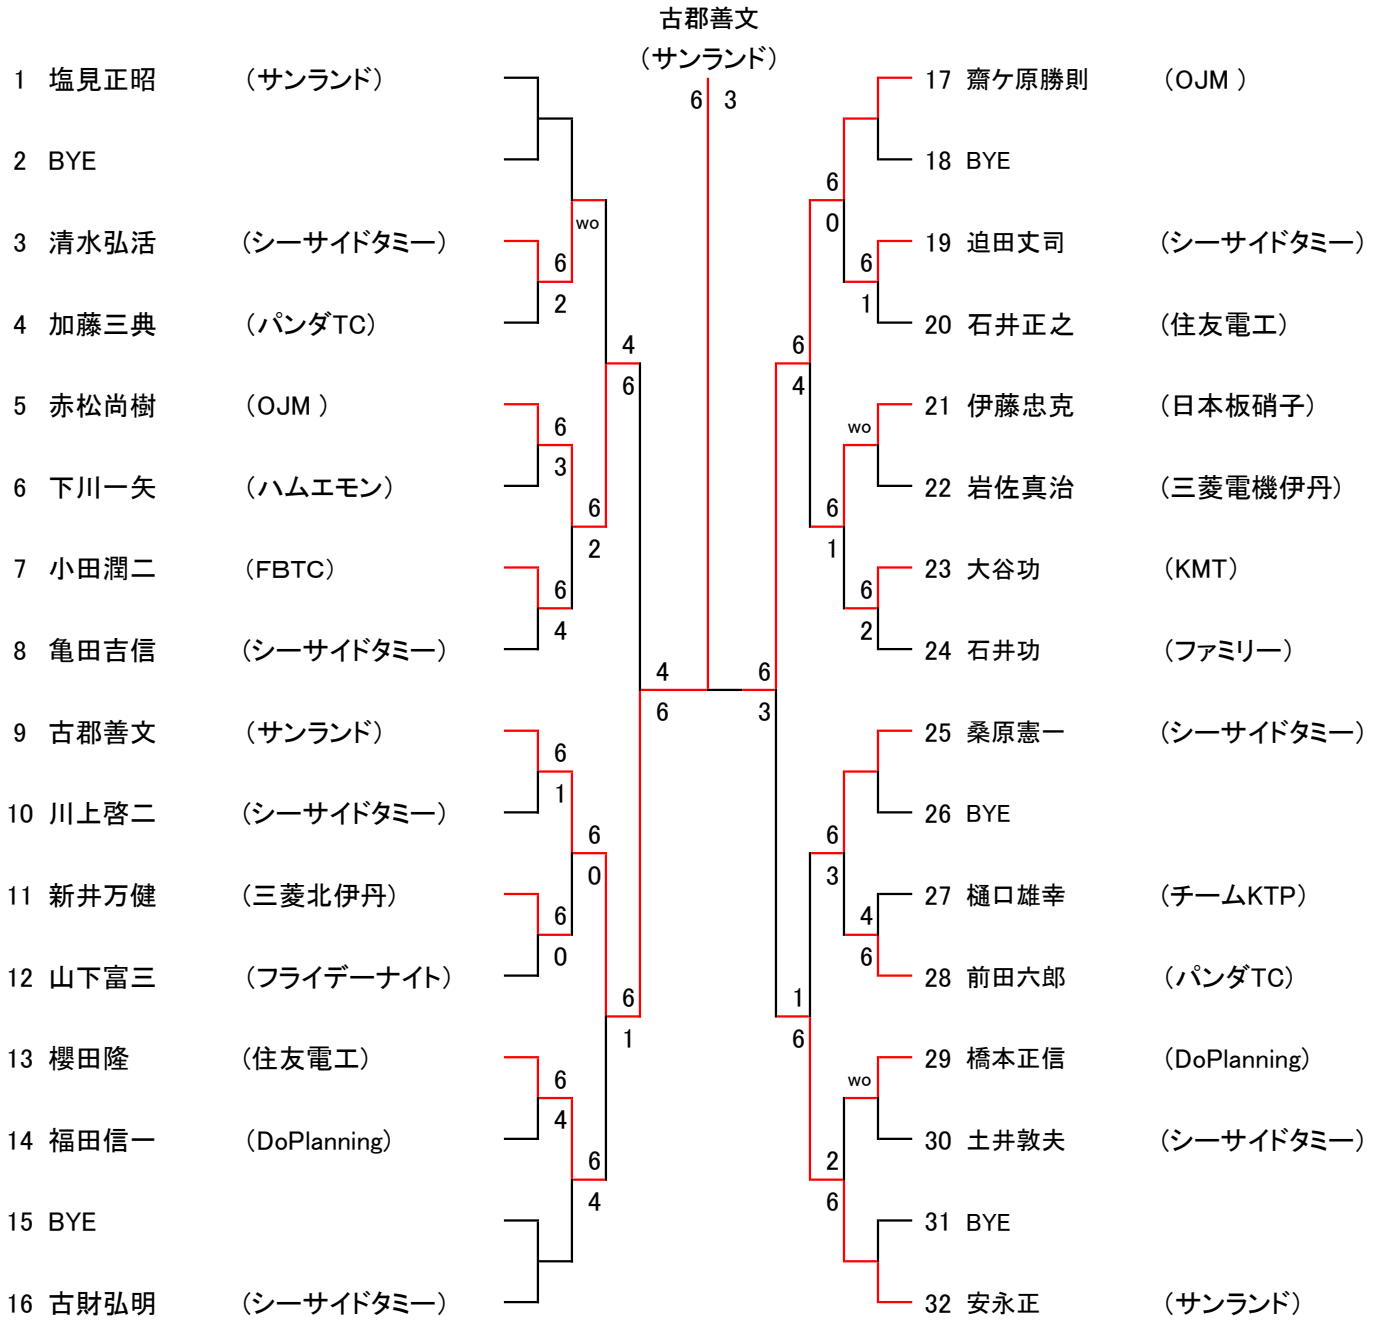 古郡善文
（サンランド）
6 3
1 塩見正昭 （サンランド）
2 BYE
wo
3 清水弘活 （シーサイドタミー）
6
2
4 加藤三典 （パンダTC）
4
6
5 赤松尚樹 （OJM ）
6
3
6 下川一矢 （ハムエモン）
6
2
7 小田潤二 （FBTC）
6
4
8 亀田吉信 （シーサイドタミー）
4
6
9 古郡善文 （サンランド）
6
1
10 川上啓二 （シーサイドタミー）
6
0
11 新井万健 （三菱北伊丹）
6
0
12 山下富三 （フライデーナイト）
6
1
13 櫻田隆 （住友電工）
6
4
14 福田信一 （DoPlanning）
6
4
15 BYE
16 古財弘明 （シーサイドタミー）
17 齋ケ原勝則 （OJM ）
18 BYE
6
0
19 迫田丈司 （シーサイドタミー）
6
1
20 石井正之 （住友電工）
6
4
21 伊藤忠克 （日本板硝子）
wo
22 岩佐真治 （三菱電機伊丹）
6
1
23 大谷功 （KMT）
6
2
24 石井功 （ファミリー）
6
3
25 桑原憲一 （シーサイドタミー）
26 BYE
6
3
27 樋口雄幸 （チームKTP）
4
6
28 前田六郎 （パンダTC）
1
6
29 橋本正信 （DoPlanning）
wo
30 土井敦夫 （シーサイドタミー）
2
6
31 BYE
32 安永正 （サンランド）